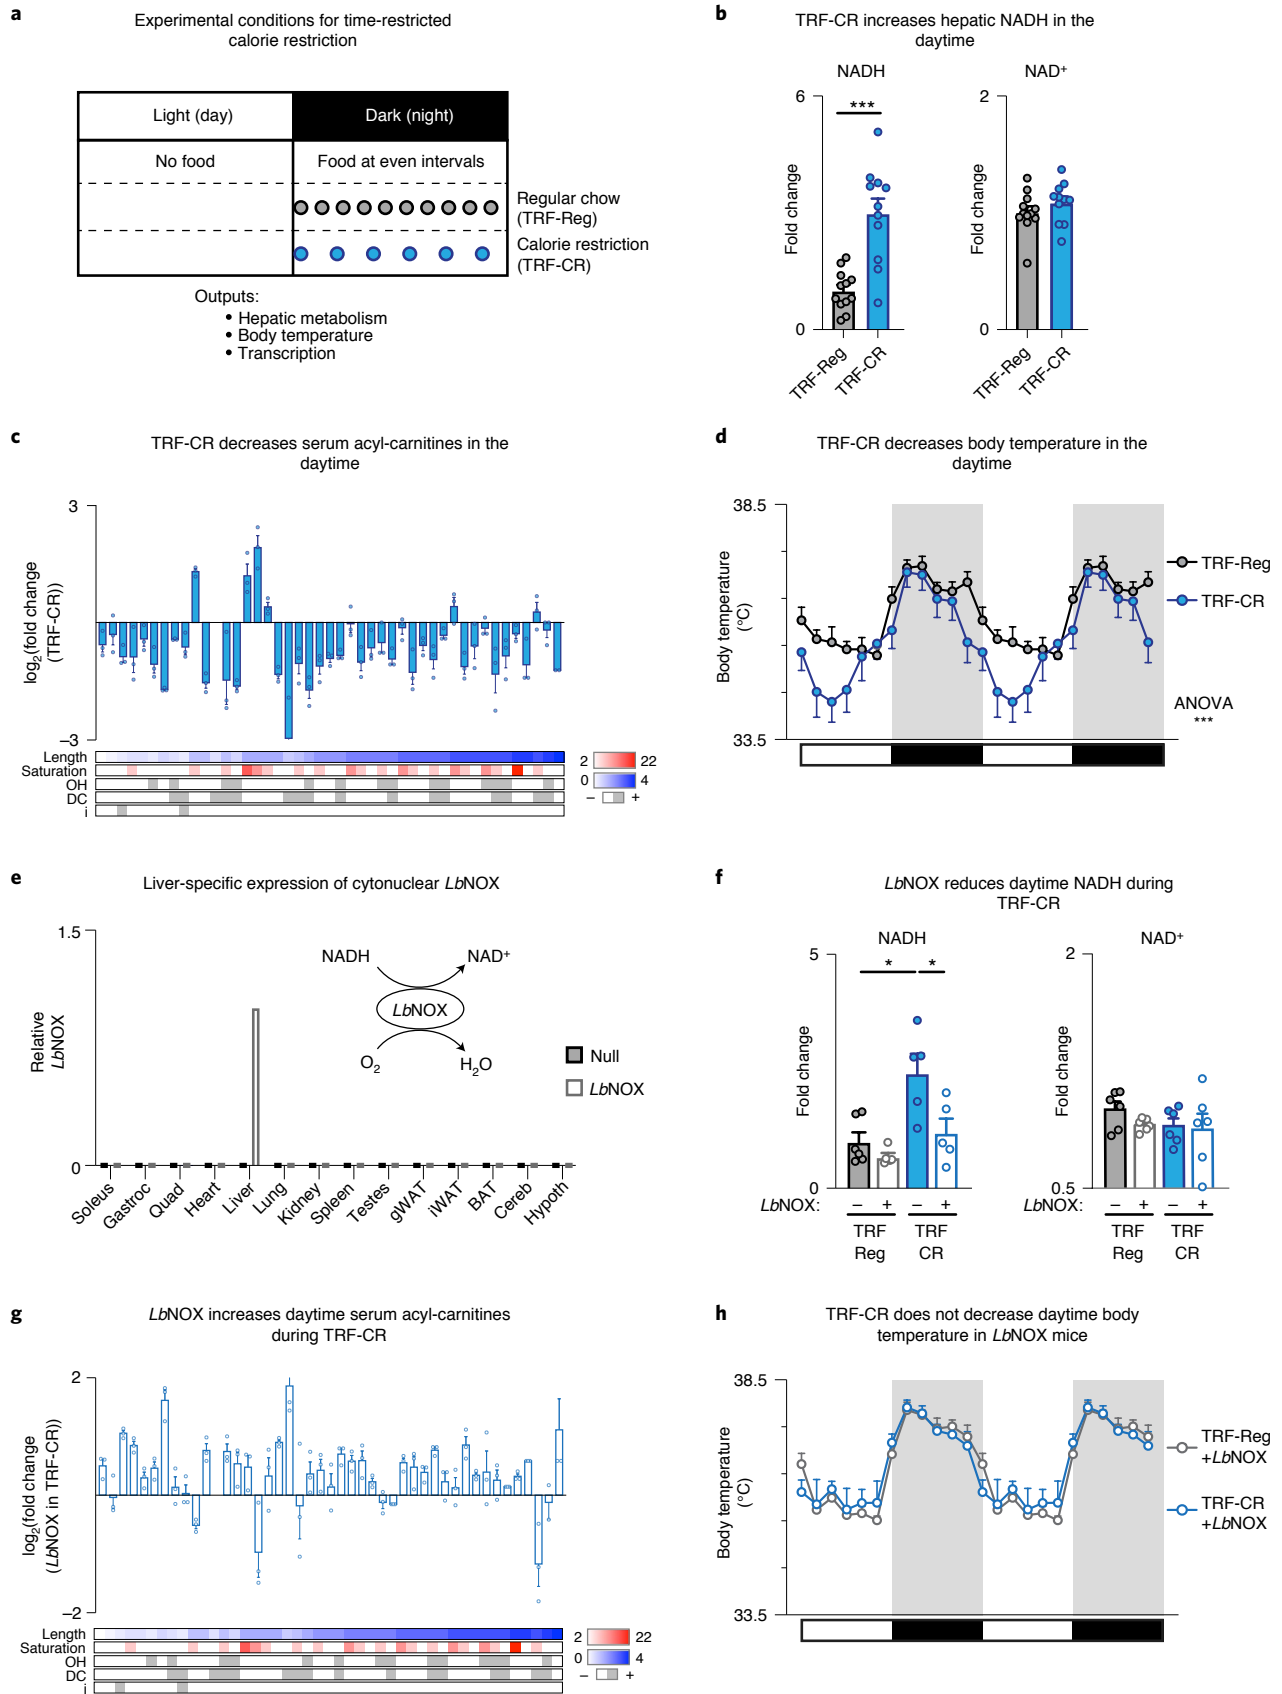 a
Experimental conditions for time-restricted
calorie restriction
Light (day)
Dark (night)
No food
Food at even intervals
Regular chow
(TRF-Reg)
Calorie restriction
(TRF-CR)
Outputs:
• Hepatic metabolism
• Body temperature
• Transcription
b
TRF-CR increases hepatic NADH in the
daytime
NADH
NAD+
6
***
2
Fold change
Fold change
0
0
TRF-Reg
TRF-CR
TRF-Reg
TRF-CR
c
TRF-CR decreases serum acyl-carnitines in the
daytime
3
log2(fold change
(TRF-CR))
–3
Length
Saturation
OH
DC
i
2 22
0 4
– +
d
TRF-CR decreases body temperature in the
daytime
38.5
Body temperature
(°C)
33.5
TRF-Reg
TRF-CR
ANOVA
***
e
Liver-specific expression of cytonuclear LbNOX
1.5
Relative
LbNOX
0
NADH
NAD+
LbNOX
O2
H2O
Null
LbNOX
Soleus
Gastroc
Quad
Heart
Liver
Lung
Kidney
Spleen
Testes
gWAT
iWAT
BAT
Cereb
Hypoth
f
LbNOX reduces daytime NADH during
TRF-CR
NADH
NAD+
5
* *
2
Fold change
Fold change
0
0.5
LbNOX: – + – +
LbNOX: – + – +
TRF
Reg
TRF
CR
TRF
Reg
TRF
CR
g
LbNOX increases daytime serum acyl-carnitines
during TRF-CR
2
log2(fold change
(LbNOX in TRF-CR))
–2
Length
Saturation
OH
DC
i
2 22
0 4
– +
h
TRF-CR does not decrease daytime body
temperature in LbNOX mice
38.5
Body temperature
(°C)
33.5
TRF-Reg
+LbNOX
TRF-CR
+LbNOX